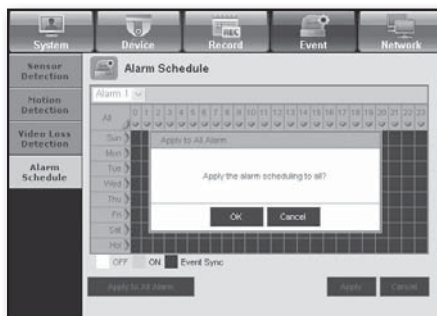 System Device Record Event Network
Sensor Detection
Motion Detection
Video Loss Detection
Alarm Schedule
Alarm Schedule
Alarm 1
All 0 1 2 3 4 5 6 7 8 9 10 11 12 13 14 15 16 17 18 19 20 21 22 23
Sun
Mon
Tue
Wed
Thu
Fri
Sat
Hol
Apply to All Alarm
Apply the alarm scheduling to all?
OK Cancel
OFF ON Event Sync
Apply to All Alarm Apply Cancel